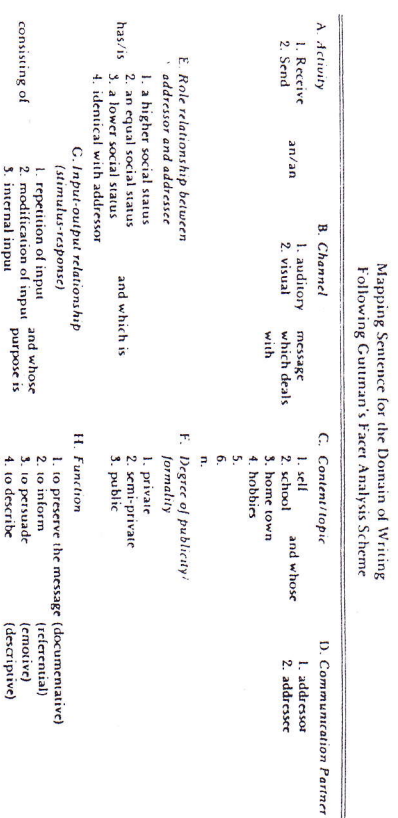 Mapping Sentence for the Domain of Writing
Following Guttman's Facet Analysis Scheme
A. Activity
1. Receive an/an
2. Send
B. Channel
1. auditory message
2. visual which deals
with
C. Content/topic
1. self
2. school and whose
3. home town
4. hobbies
5.
6.
n.
D. Communication Partner
1. addressor
2. addressee
E. Role relationship between
addressor and addressee
1. a higher social status
has/is 2. an equal social status and which is
3. a lower social status
4. identical with addressor
F. Degree of publicity/
formality
1. private
2. semi-private
3. public
G. Input-output relationship
(stimulus-response)
1. repetition of input
consisting of 2. modification of input and whose
3. internal input purpose is
H. Function
1. to preserve the message (documentative)
2. to inform (referential)
3. to persuade (emotive)
4. to describe (descriptive)